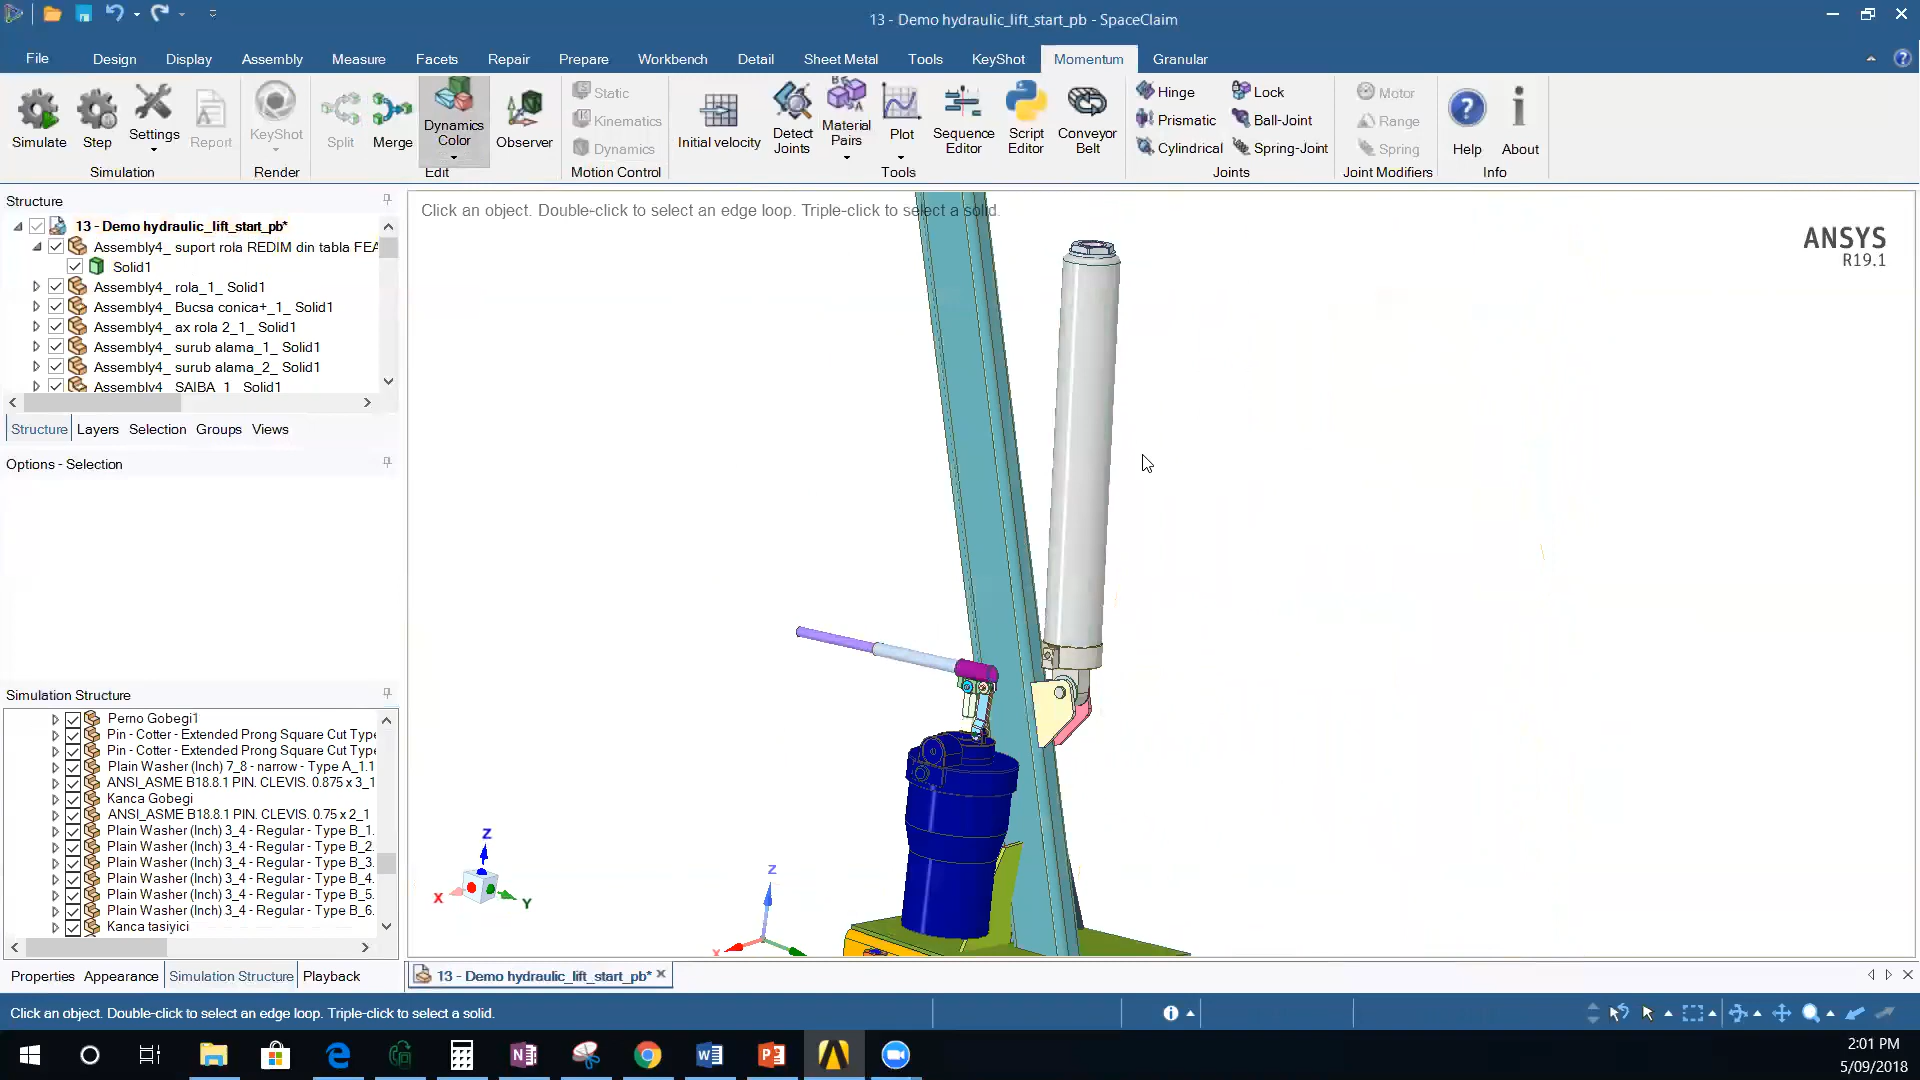 13 - Demo hydraulic_lift_start_pb - SpaceClaim
File Design Display Assembly Measure Facets Repair Prepare Workbench Detail Sheet Metal Tools KeyShot Momentum Granular
Simulate Step Settings Report
Simulation
KeyShot
Render
Split Merge Dynamics Color Observer
Edit
Static
Kinematics
Dynamics
Motion Control
Initial velocity Detect Joints Material Pairs Plot Sequence Editor Script Editor Conveyor Belt
Tools
Hinge Lock
Prismatic Ball-Joint
Cylindrical Spring-Joint
Joints
Motor
Range
Spring
Joint Modifiers
Help About
Info
Structure
13 - Demo hydraulic_lift_start_pb*
Assembly4_ suport rola REDIM din tabla FEA
Solid1
Assembly4_ rola_1_ Solid1
Assembly4_ Bucsa conica+_1_ Solid1
Assembly4_ ax rola 2_1_ Solid1
Assembly4_ surub alama_1_ Solid1
Assembly4_ surub alama_2_ Solid1
Assembly4_ SAIBA_1_ Solid1
Structure Layers Selection Groups Views
Options - Selection
Simulation Structure
Perno Gobegi1
Pin - Cotter - Extended Prong Square Cut Type
Pin - Cotter - Extended Prong Square Cut Type
Plain Washer (Inch) 7_8 - narrow - Type A_1.1
ANSI_ASME B18.8.1 PIN. CLEVIS. 0.875 x 3_1
Kanca Gobegi
ANSI_ASME B18.8.1 PIN. CLEVIS. 0.75 x 2_1
Plain Washer (Inch) 3_4 - Regular - Type B_1.
Plain Washer (Inch) 3_4 - Regular - Type B_2.
Plain Washer (Inch) 3_4 - Regular - Type B_3.
Plain Washer (Inch) 3_4 - Regular - Type B_4.
Plain Washer (Inch) 3_4 - Regular - Type B_5.
Plain Washer (Inch) 3_4 - Regular - Type B_6.
Kanca tasiyici
Properties Appearance Simulation Structure Playback
Click an object. Double-click to select an edge loop. Triple-click to select a solid.
ANSYS
R19.1
Z
X
Y
Z
X
13 - Demo hydraulic_lift_start_pb*
Click an object. Double-click to select an edge loop. Triple-click to select a solid.
2:01 PM
5/09/2018